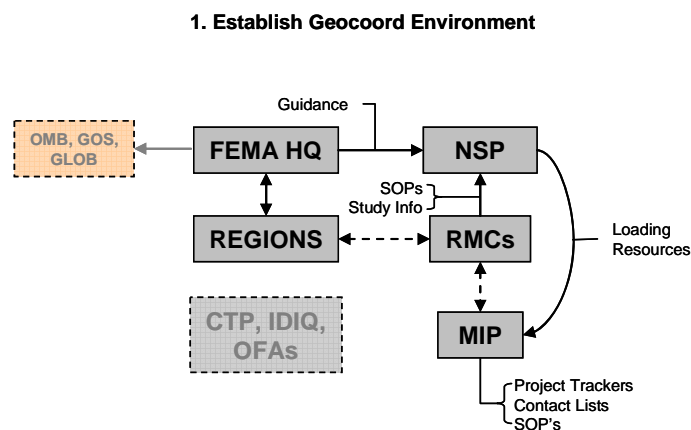 1. Establish Geocoord Environment
Guidance
OMB, GOS,
GLOB
FEMA HQ
NSP
SOPs
Study Info
REGIONS
RMCs
Loading
Resources
CTP, IDIQ,
OFAs
MIP
Project Trackers
Contact Lists
SOP's